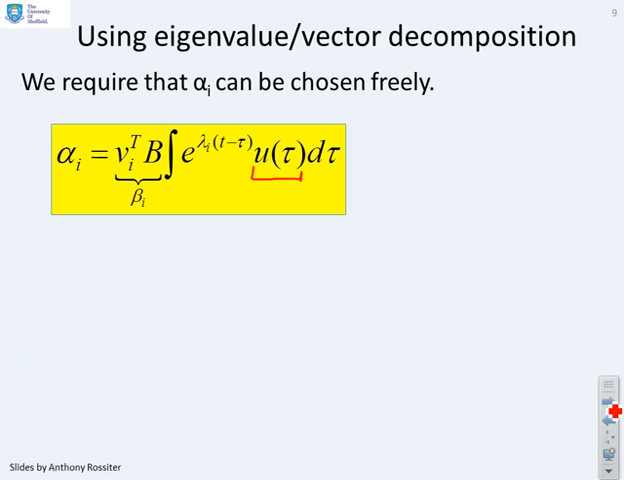 The University Of Sheffield.
9
Using eigenvalue/vector decomposition
We require that αi can be chosen freely.
αᵢ = vᵢᵀB∫e^{λᵢ(t−τ)}u(τ)dτ
βᵢ
Slides by Anthony Rossiter